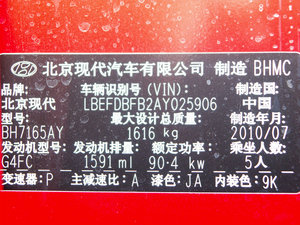 北京现代汽车有限公司 制造 BHMC
品牌: 车辆识别号(VIN): 制造国:
北京现代 LBEFDBFB2AY025906 中国
型号: 最大设计总质量: 制造年月:
BH7165AY 1616 kg 2010/07
发动机型号: 发动机排量: 额定功率: 乘坐人数:
G4FC 1591 ml 90.4 kw 5人
变速器: P 主减速比: A 漆色: JA 内装色: 9K